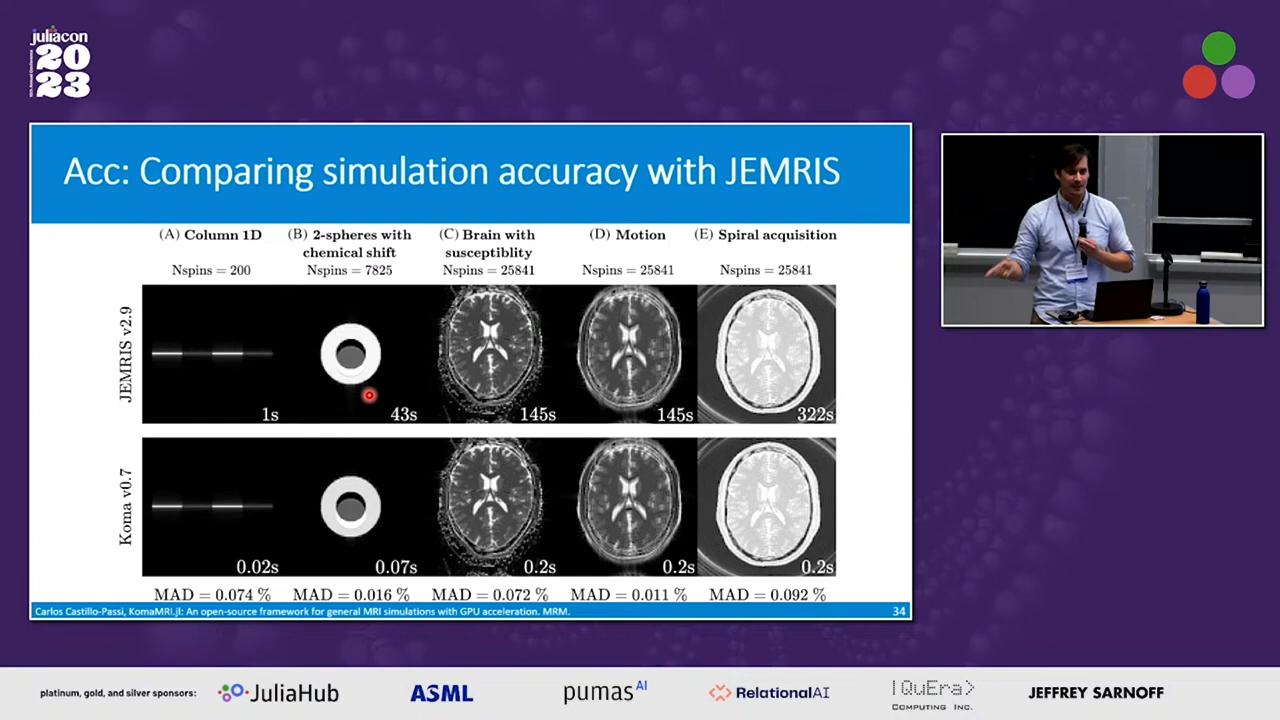 juliacon
20
23
Acc: Comparing simulation accuracy with JEMRIS
(A) Column 1D
(B) 2-spheres with
chemical shift
(C) Brain with
susceptiblity
(D) Motion
(E) Spiral acquisition
Nspins = 200
Nspins = 7825
Nspins = 25841
Nspins = 25841
Nspins = 25841
JEMRIS v2.9
1s
43s
145s
145s
322s
Koma v0.7
0.02s
0.07s
0.2s
0.2s
0.2s
MAD = 0.074 %
MAD = 0.016 %
MAD = 0.072 %
MAD = 0.011 %
MAD = 0.092 %
Carlos Castillo-Passi, KomaMRI.jl: An open-source framework for general MRI simulations with GPU acceleration. MRM.
34
platinum, gold, and silver sponsors:
JuliaHub
ASML
pumas AI
RelationalAI
|QuEra>
Computing Inc.
JEFFREY SARNOFF